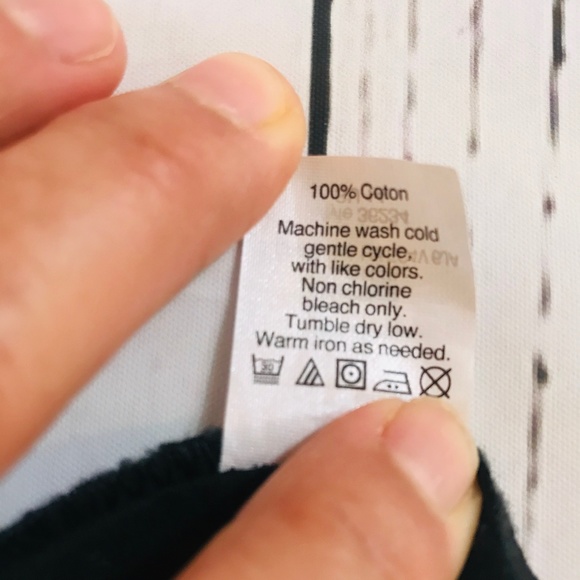 100% Coton
Machine wash cold
gentle cycle,
with like colors.
Non chlorine
bleach only.
Tumble dry low.
Warm iron as needed.
30